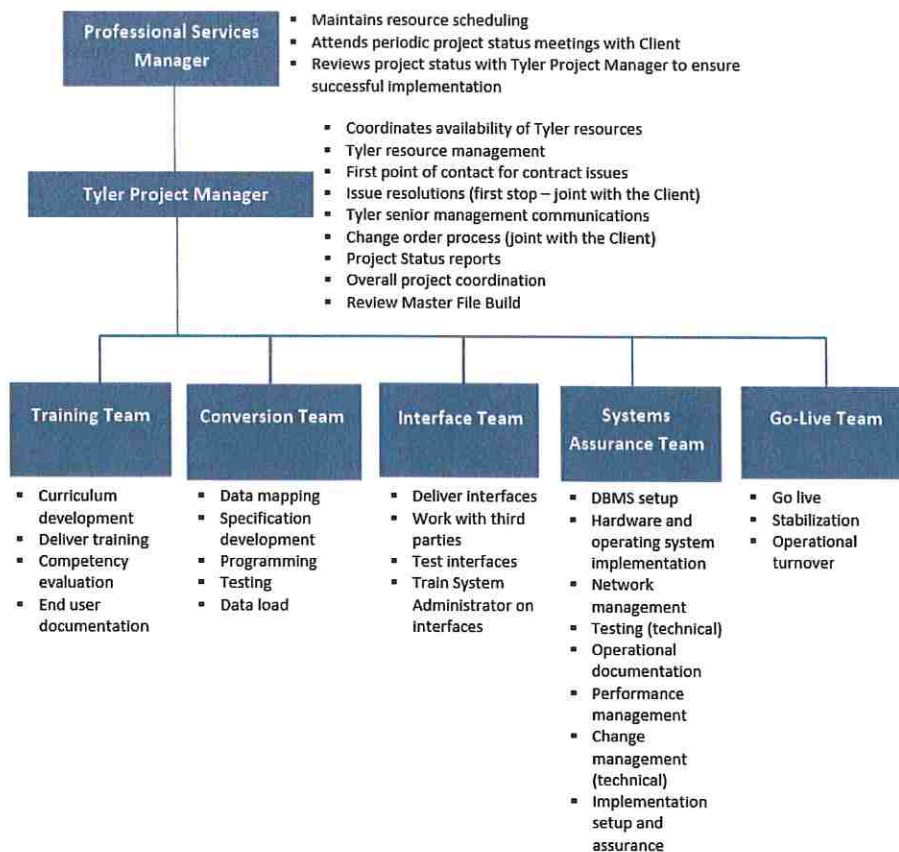 Professional Services
Manager
▪ Maintains resource scheduling
▪ Attends periodic project status meetings with Client
▪ Reviews project status with Tyler Project Manager to ensure
successful implementation
Tyler Project Manager
▪ Coordinates availability of Tyler resources
▪ Tyler resource management
▪ First point of contact for contract issues
▪ Issue resolutions (first stop – joint with the Client)
▪ Tyler senior management communications
▪ Change order process (joint with the Client)
▪ Project Status reports
▪ Overall project coordination
▪ Review Master File Build
Training Team
▪ Curriculum
development
▪ Deliver training
▪ Competency
evaluation
▪ End user
documentation
Conversion Team
▪ Data mapping
▪ Specification
development
▪ Programming
▪ Testing
▪ Data load
Interface Team
▪ Deliver interfaces
▪ Work with third
parties
▪ Test interfaces
▪ Train System
Administrator on
interfaces
Systems
Assurance Team
▪ DBMS setup
▪ Hardware and
operating system
implementation
▪ Network
management
▪ Testing (technical)
▪ Operational
documentation
▪ Performance
management
▪ Change
management
(technical)
▪ Implementation
setup and
assurance
Go-Live Team
▪ Go live
▪ Stabilization
▪ Operational
turnover